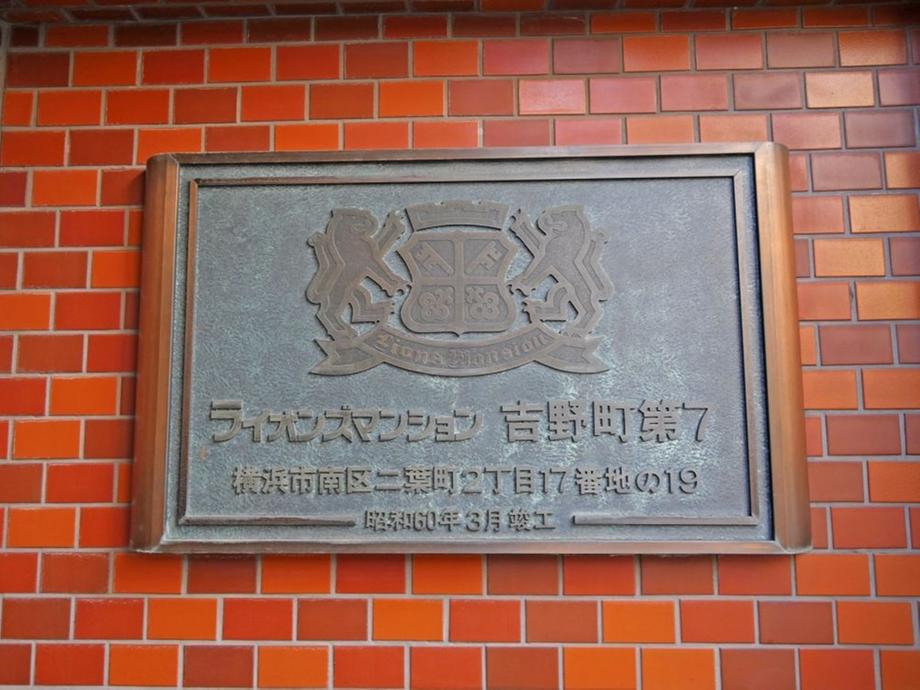 Lions Mansion
ライオンズマンション 吉野町第7
横浜市南区二葉町2丁目17番地の19
昭和60年3月竣工